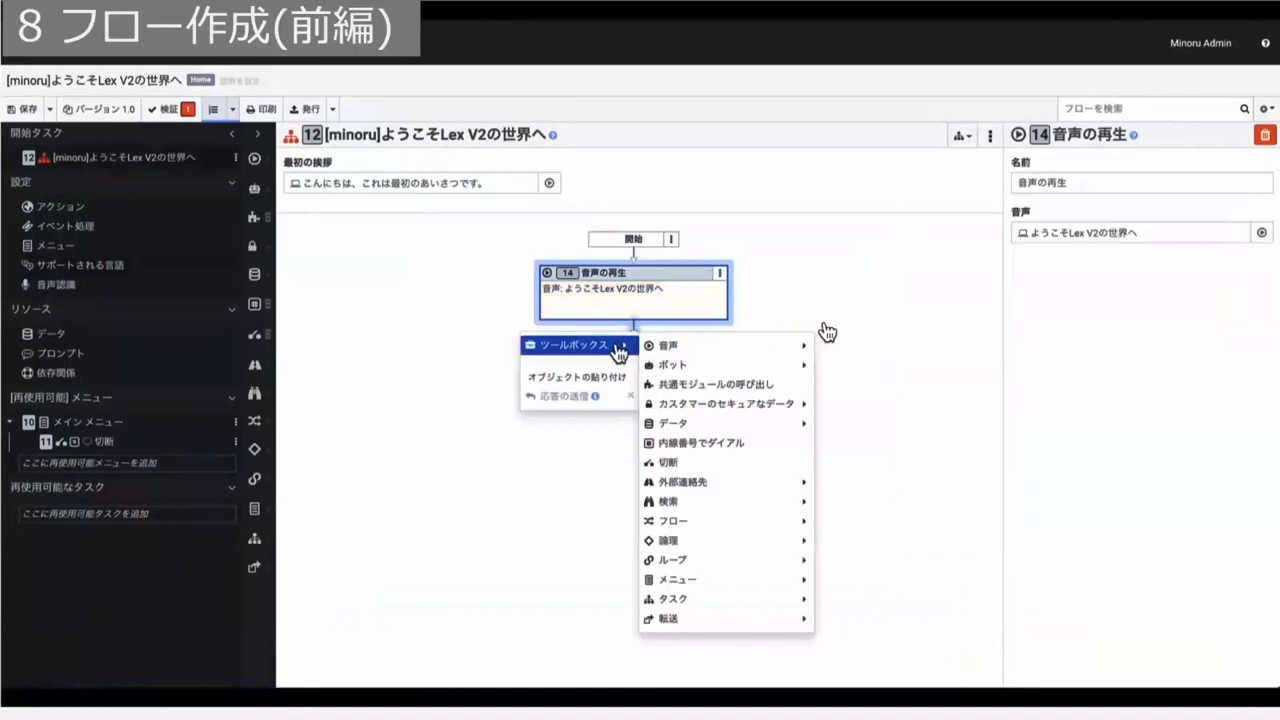 8 フロー作成(前編)
Minoru Admin
[minoru]ようこそLex V2の世界へ Home
保存 バージョン 1.0 検証 1 印刷 発行 フローを検索
開始タスク
12 [minoru]ようこそLex V2の世界へ
設定
アクション
イベント処理
メニュー
サポートされる言語
音声認識
リソース
データ
プロンプト
依存関係
[再使用可能] メニュー
10 メイン メニュー
11 切断
ここに再使用可能メニューを追加
再使用可能なタスク
ここに再使用可能タスクを追加
12 [minoru]ようこそLex V2の世界へ
最初の挨拶
こんにちは、これは最初のあいさつです。
開始
14 音声の再生
音声: ようこそLex V2の世界へ
ツールボックス
オブジェクトの貼り付け
応答の送信
音声
ボット
共通モジュールの呼び出し
カスタマーのセキュアなデータ
データ
内線番号でダイアル
切断
外部連絡先
検索
フロー
論理
ループ
メニュー
タスク
転送
14 音声の再生
名前
音声の再生
音声
ようこそLex V2の世界へ